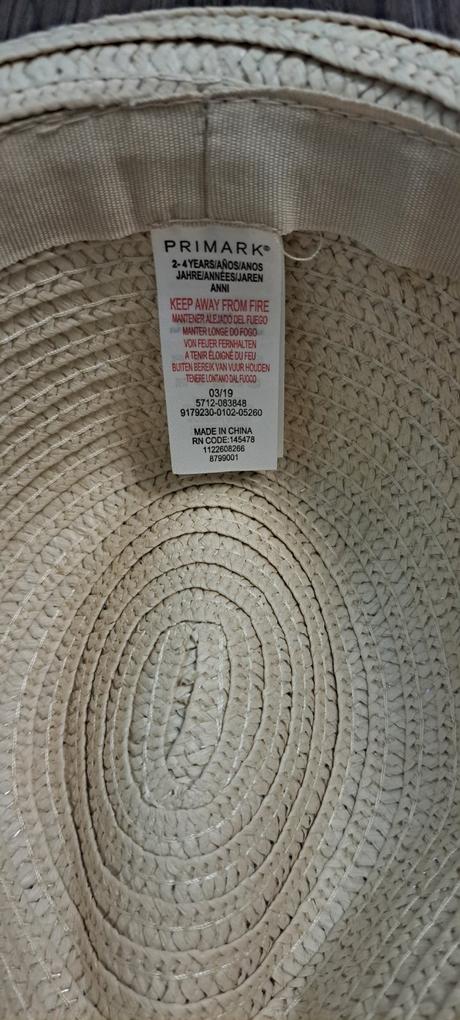 PRIMARK®
2-4 YEARS/AÑOS/ANOS
JAHRE/ANNÉES/JAREN
ANNI
KEEP AWAY FROM FIRE
MANTENER ALEJADO DEL FUEGO
MANTER LONGE DO FOGO
VON FEUER FERNHALTEN
A TENIR ÉLOIGNÉ DU FEU
BUITEN BEREIK VAN VUUR HOUDEN
TENERE LONTANO DAL FUOCO
03/19
5712-083848
9179230-0102-05260
MADE IN CHINA
RN CODE:145478
1122608266
8799001